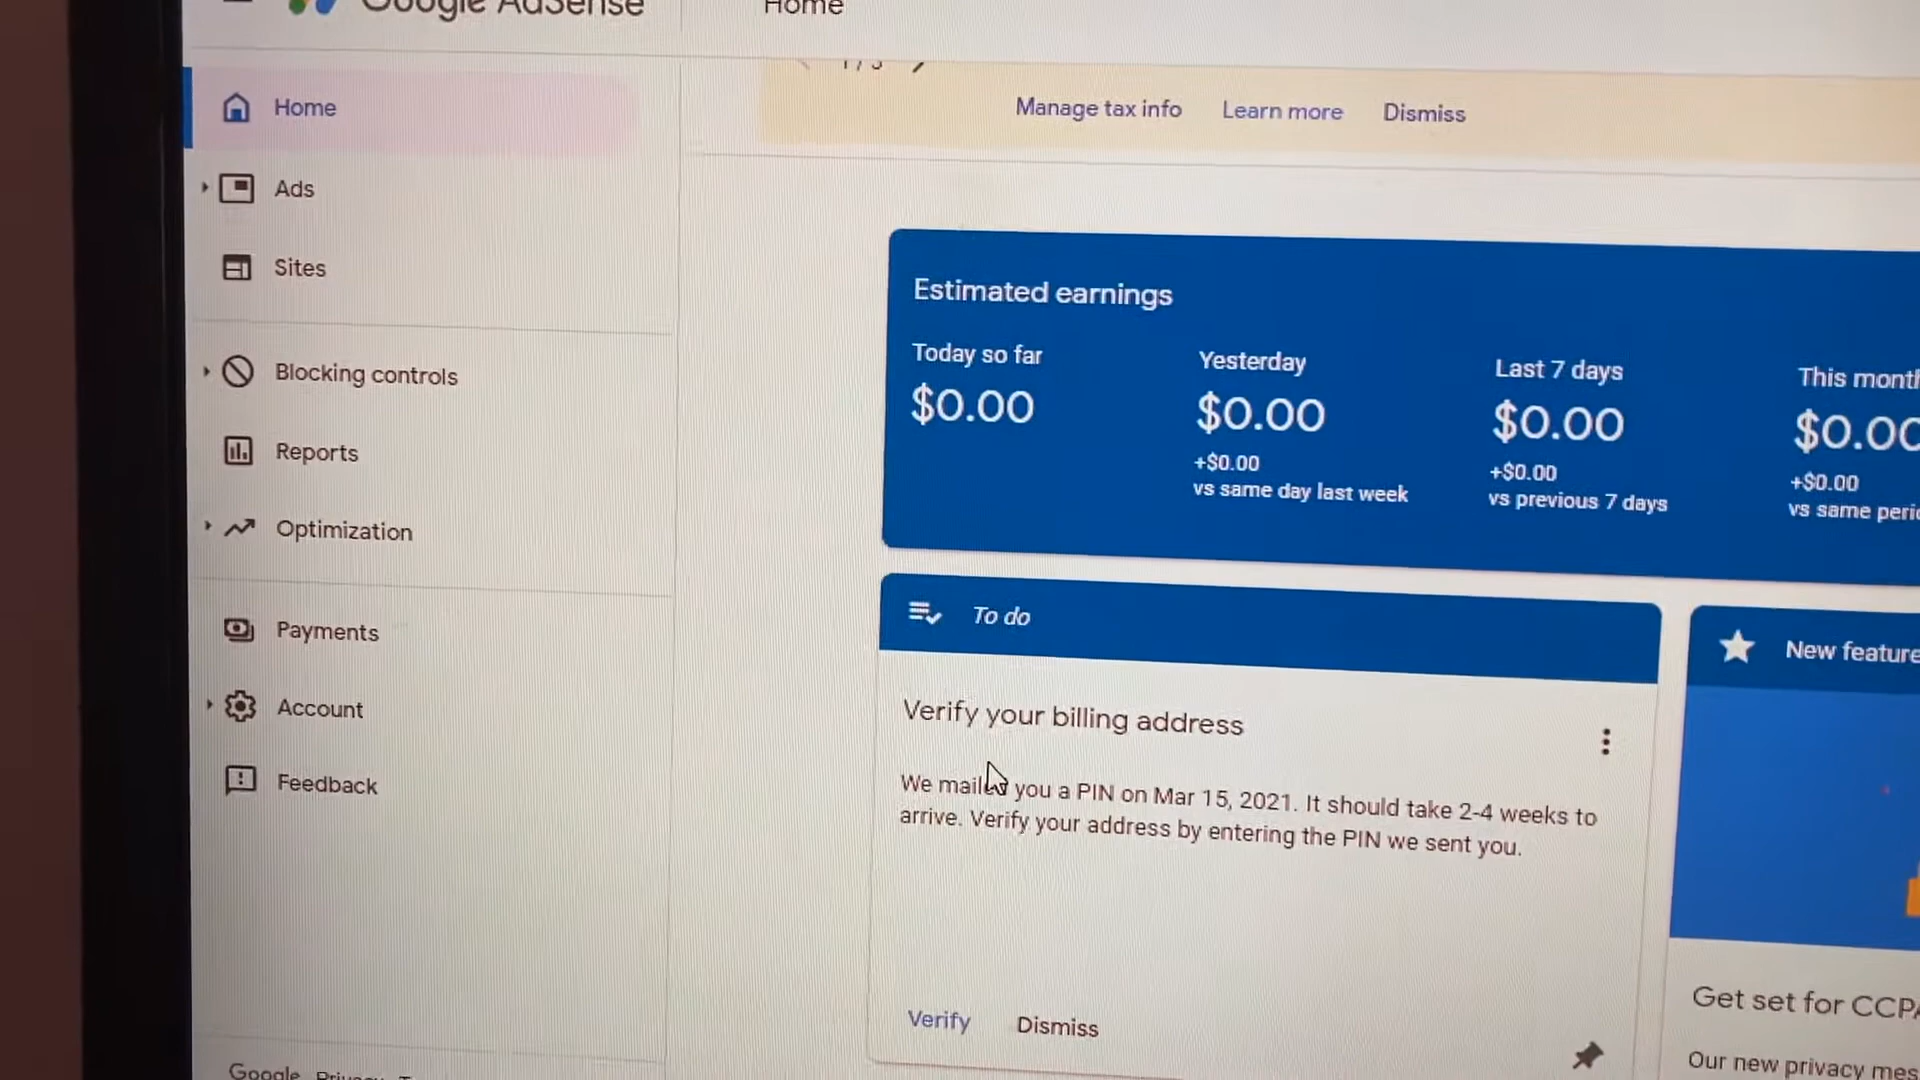 Google AdSense
Home
Home
Ads
Sites
Blocking controls
Reports
Optimization
Payments
Account
Feedback
Manage tax info Learn more Dismiss
Estimated earnings
Today so far
$0.00
Yesterday
$0.00
+$0.00
vs same day last week
Last 7 days
$0.00
+$0.00
vs previous 7 days
This month
$0.00
+$0.00
vs same
To do
Verify your billing address
We mailed you a PIN on Mar 15, 2021. It should take 2-4 weeks to
arrive. Verify your address by entering the PIN we sent you.
Verify Dismiss
New feature
Get set for CCPA
Our new privacy
Google